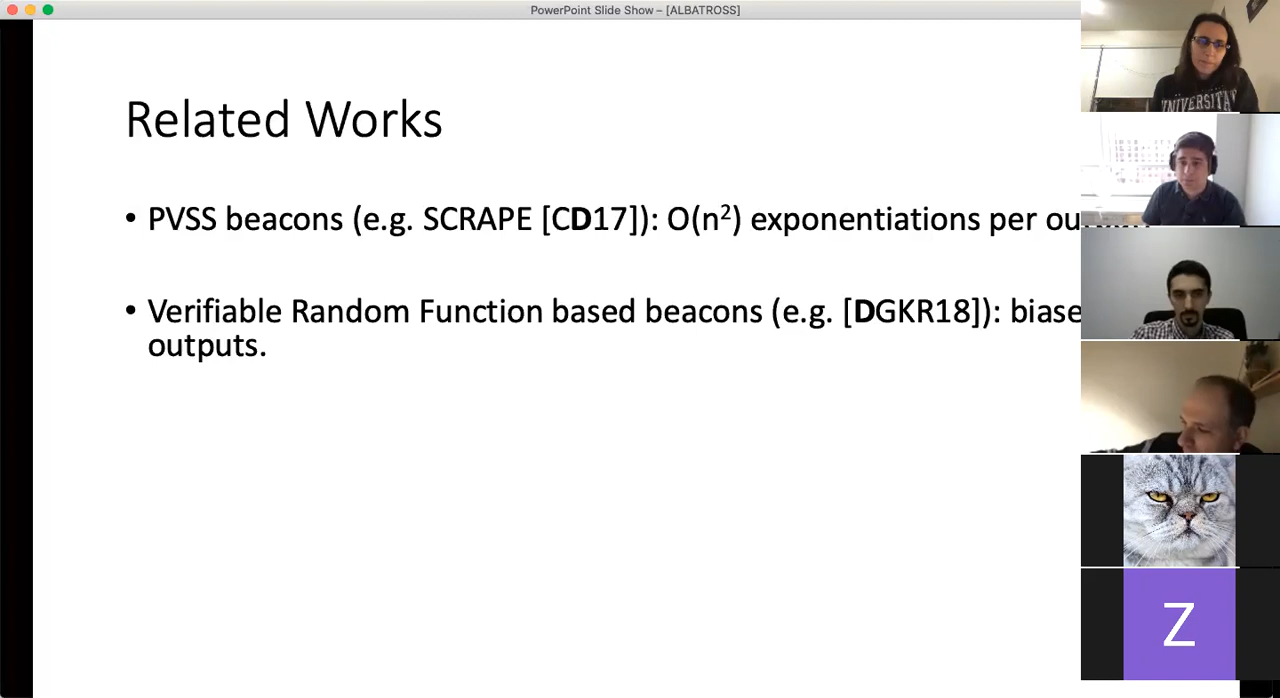 PowerPoint Slide Show – [ALBATROSS]
Related Works
• PVSS beacons (e.g. SCRAPE [CD17]): O(n²) exponentiations per
• Verifiable Random Function based beacons (e.g. [DGKR18]):
outputs.
UNIVERSITAT
Z